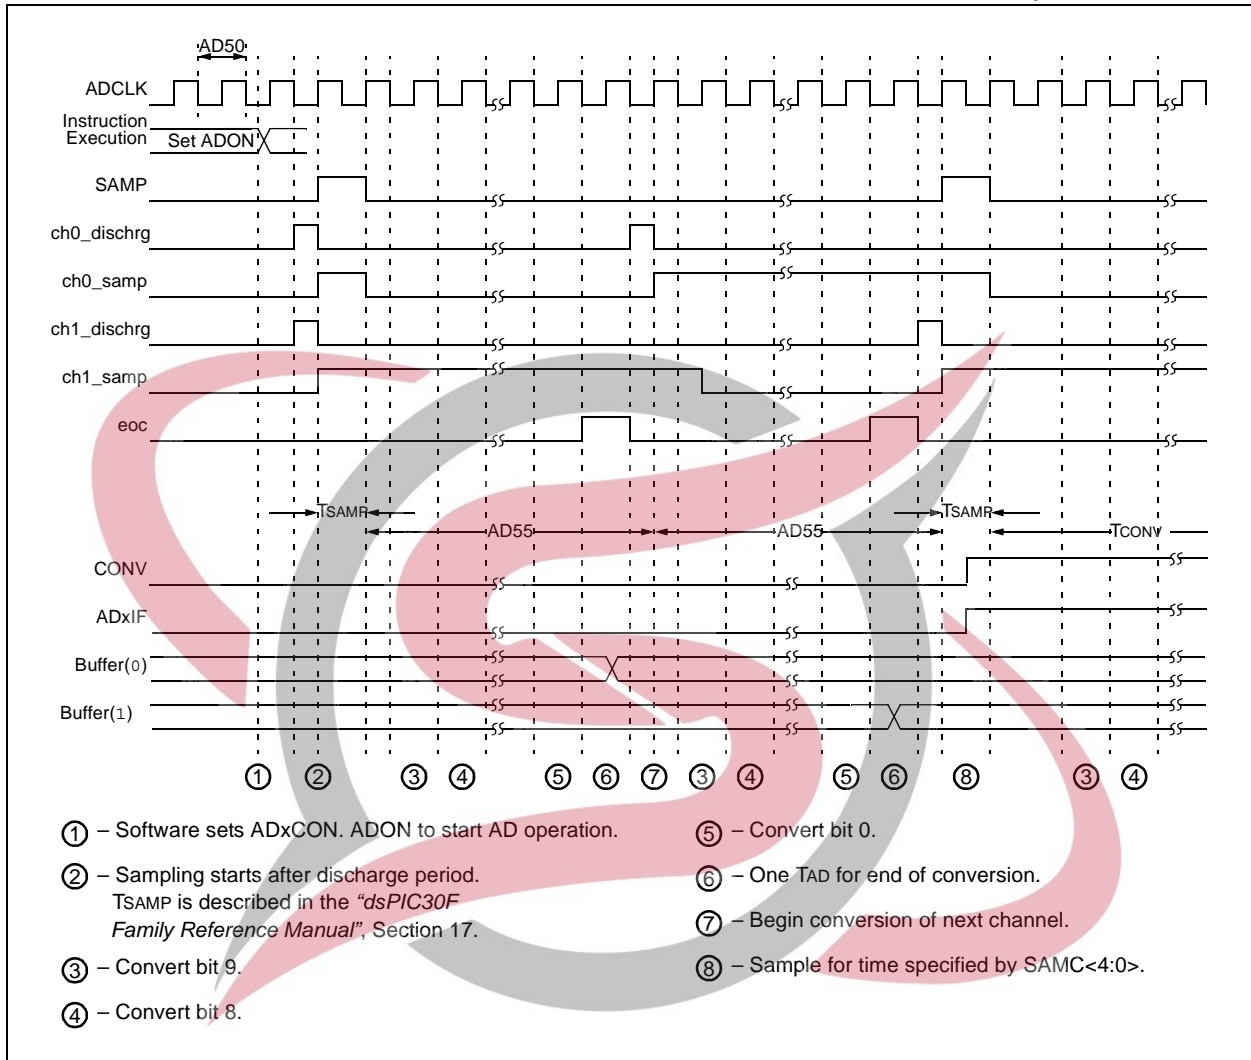 AD50
ADCLK
Instruction
Execution
Set ADON
SAMP
ch0_dischrg
ch0_samp
ch1_dischrg
ch1_samp
eoc
TSAMP
TSAMP
AD55
AD55
TCONV
CONV
ADxIF
Buffer(0)
Buffer(1)
1 2 3 4 5 6 7 3 4 5 6 8 3 4
1 – Software sets ADxCON. ADON to start AD operation.
2 – Sampling starts after discharge period.
TSAMP is described in the "dsPIC30F
Family Reference Manual", Section 17.
3 – Convert bit 9.
4 – Convert bit 8.
5 – Convert bit 0.
6 – One TAD for end of conversion.
7 – Begin conversion of next channel.
8 – Sample for time specified by SAMC<4:0>.